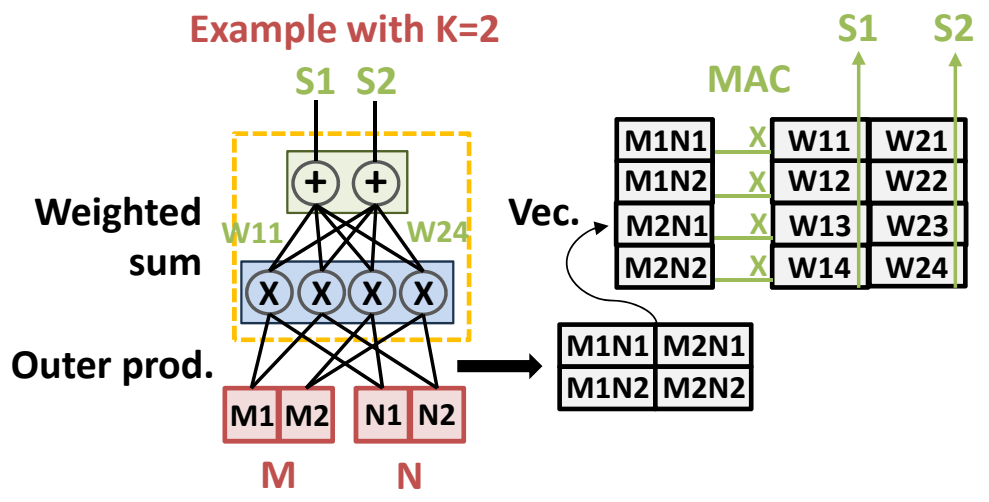 Example with K=2
S1 S2
+ +
Weighted
sum
W11 W24
X X X X
Outer prod.
M1 M2 N1 N2
M N
S1 S2
MAC
Vec.
M1N1 X W11 W21
M1N2 X W12 W22
M2N1 X W13 W23
M2N2 X W14 W24
M1N1 M2N1
M1N2 M2N2